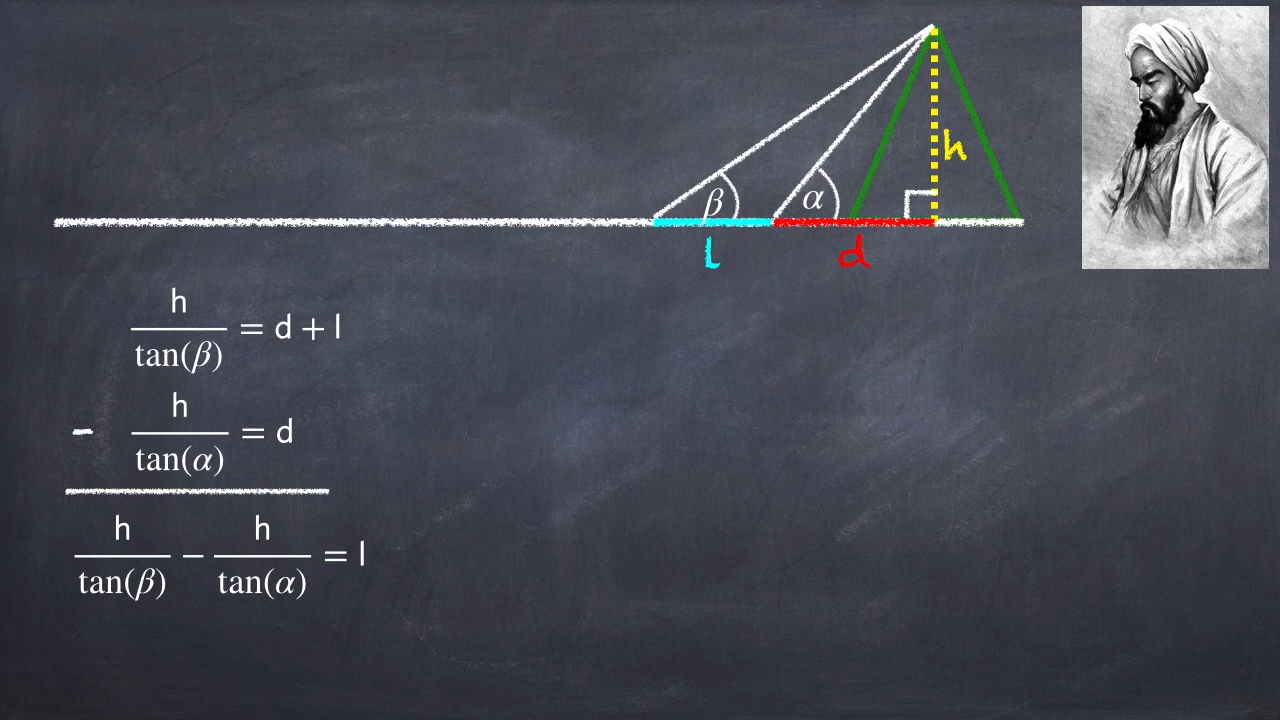 h
β
α
l
d
h
tan(β) = d + l
- h
tan(α) = d
h h
tan(β) − tan(α) = l